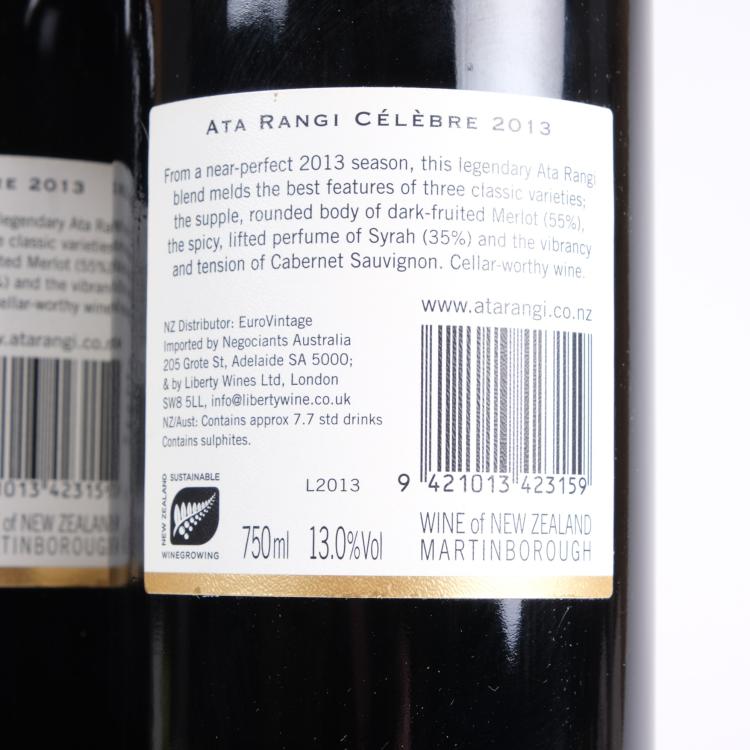 ATA RANGI CÉLÈBRE 2013
From a near-perfect 2013 season, this legendary Ata Rangi
blend melds the best features of three classic varieties;
the supple, rounded body of dark-fruited Merlot (55%),
the spicy, lifted perfume of Syrah (35%) and the vibrancy
and tension of Cabernet Sauvignon. Cellar-worthy wine.
www.atarangi.co.nz
NZ Distributor: EuroVintage
Imported by Negociants Australia
205 Grote St, Adelaide SA 5000;
& by Liberty Wines Ltd, London
SW8 5LL, info@libertywine.co.uk
NZ/Aust: Contains approx 7.7 std drinks
Contains sulphites.
L2013
9 421013 423159
NEW ZEALAND
SUSTAINABLE
WINEGROWING
750ml 13.0%Vol
WINE of NEW ZEALAND
MARTINBOROUGH
RE 2013
legendary Ata Ra
classic varieties
ted Merlot (55%
) and the vibran
ellar-worthy wine
w.atarangi.co.n
1013 423159
of NEW ZEALAND
TINBOROUGH